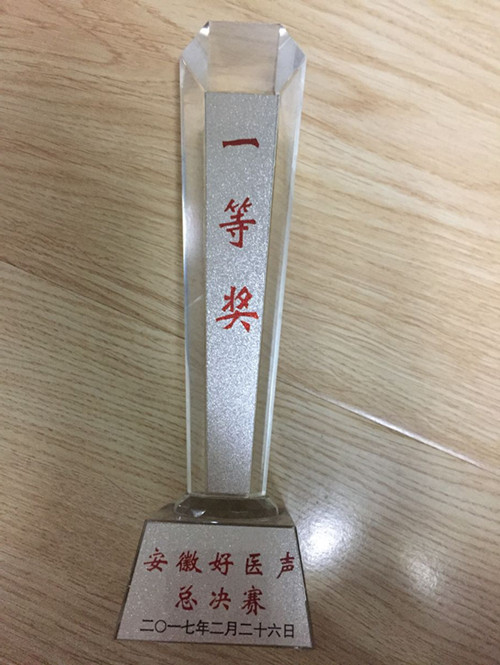 一等奖
安徽好医声
总决赛
二〇一七年二月二十六日